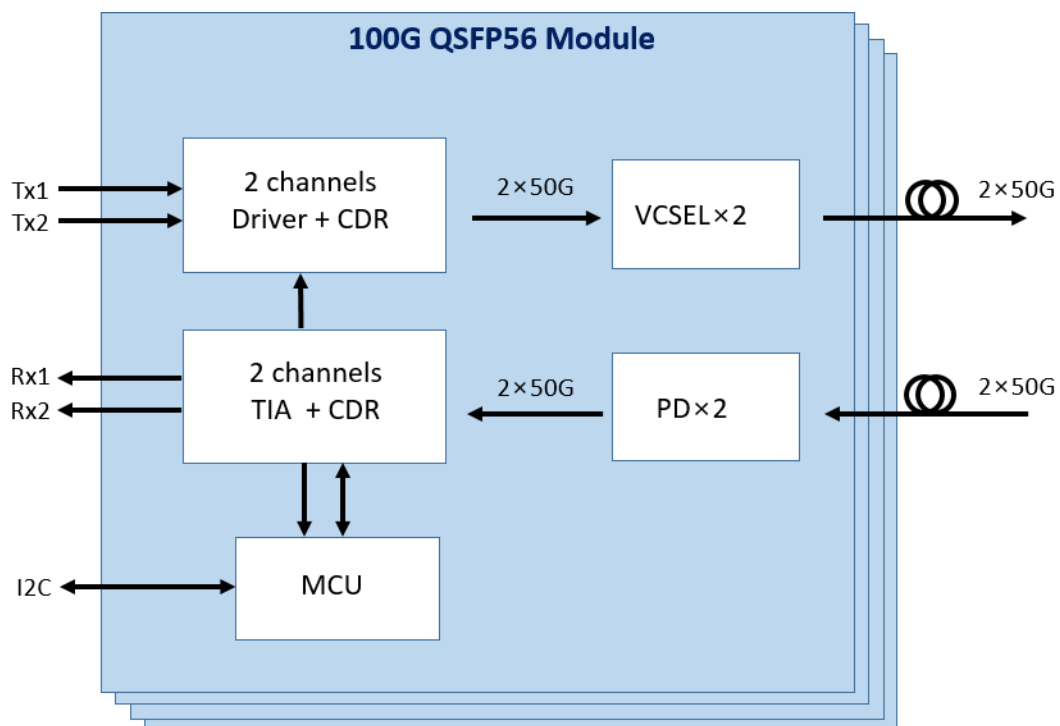 100G QSFP56 Module
Tx1
Tx2
2 channels
Driver + CDR
2×50G
VCSEL×2
2×50G
Rx1
Rx2
2 channels
TIA + CDR
2×50G
PD×2
2×50G
I2C
MCU